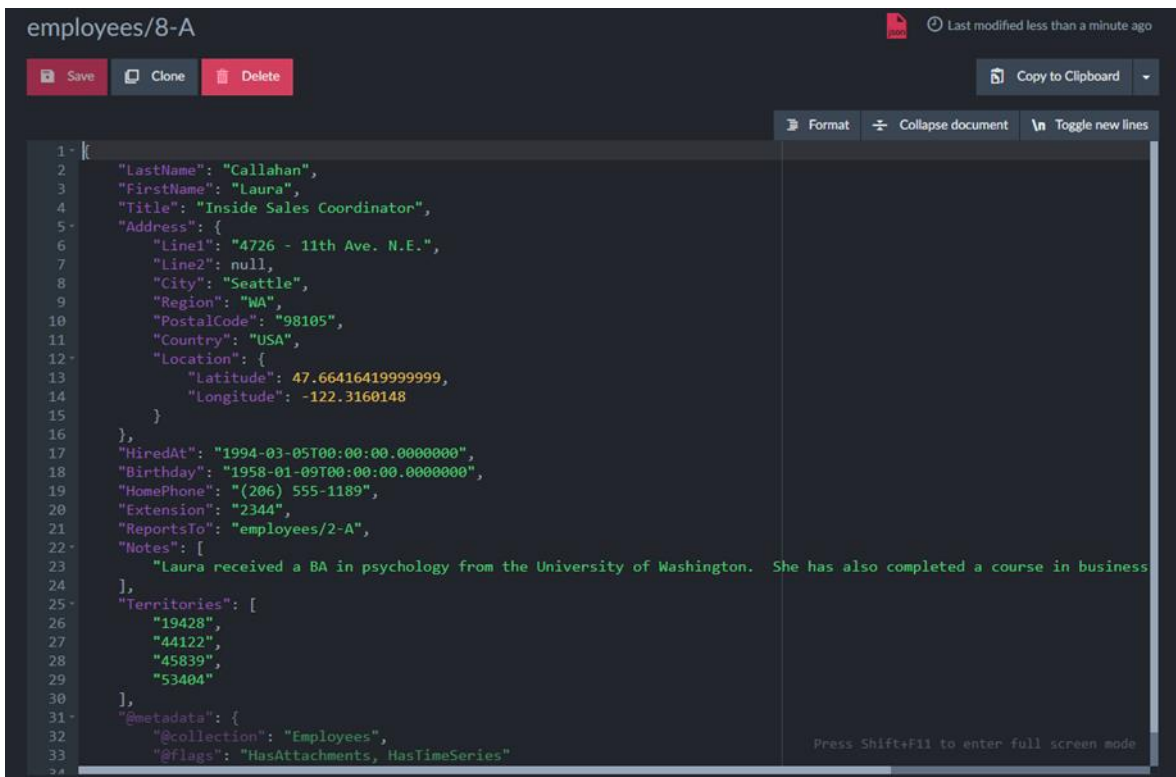 employees/8-A
json
Last modified less than a minute ago
Save
Clone
Delete
Copy to Clipboard
Format
Collapse document
\n Toggle new lines
1 {
2 "LastName": "Callahan",
3 "FirstName": "Laura",
4 "Title": "Inside Sales Coordinator",
5 "Address": {
6 "Line1": "4726 - 11th Ave. N.E.",
7 "Line2": null,
8 "City": "Seattle",
9 "Region": "WA",
10 "PostalCode": "98105",
11 "Country": "USA",
12 "Location": {
13 "Latitude": 47.66416419999999,
14 "Longitude": -122.3160148
15 }
16 },
17 "HiredAt": "1994-03-05T00:00:00.0000000",
18 "Birthday": "1958-01-09T00:00:00.0000000",
19 "HomePhone": "(206) 555-1189",
20 "Extension": "2344",
21 "ReportsTo": "employees/2-A",
22 "Notes": [
23 "Laura received a BA in psychology from the University of Washington.  She has also completed a course in business
24 ],
25 "Territories": [
26 "19428",
27 "44122",
28 "45839",
29 "53404"
30 ],
31 "@metadata": {
32 "@collection": "Employees",
33 "@flags": "HasAttachments, HasTimeSeries"
Press Shift+F11 to enter full screen mode
34